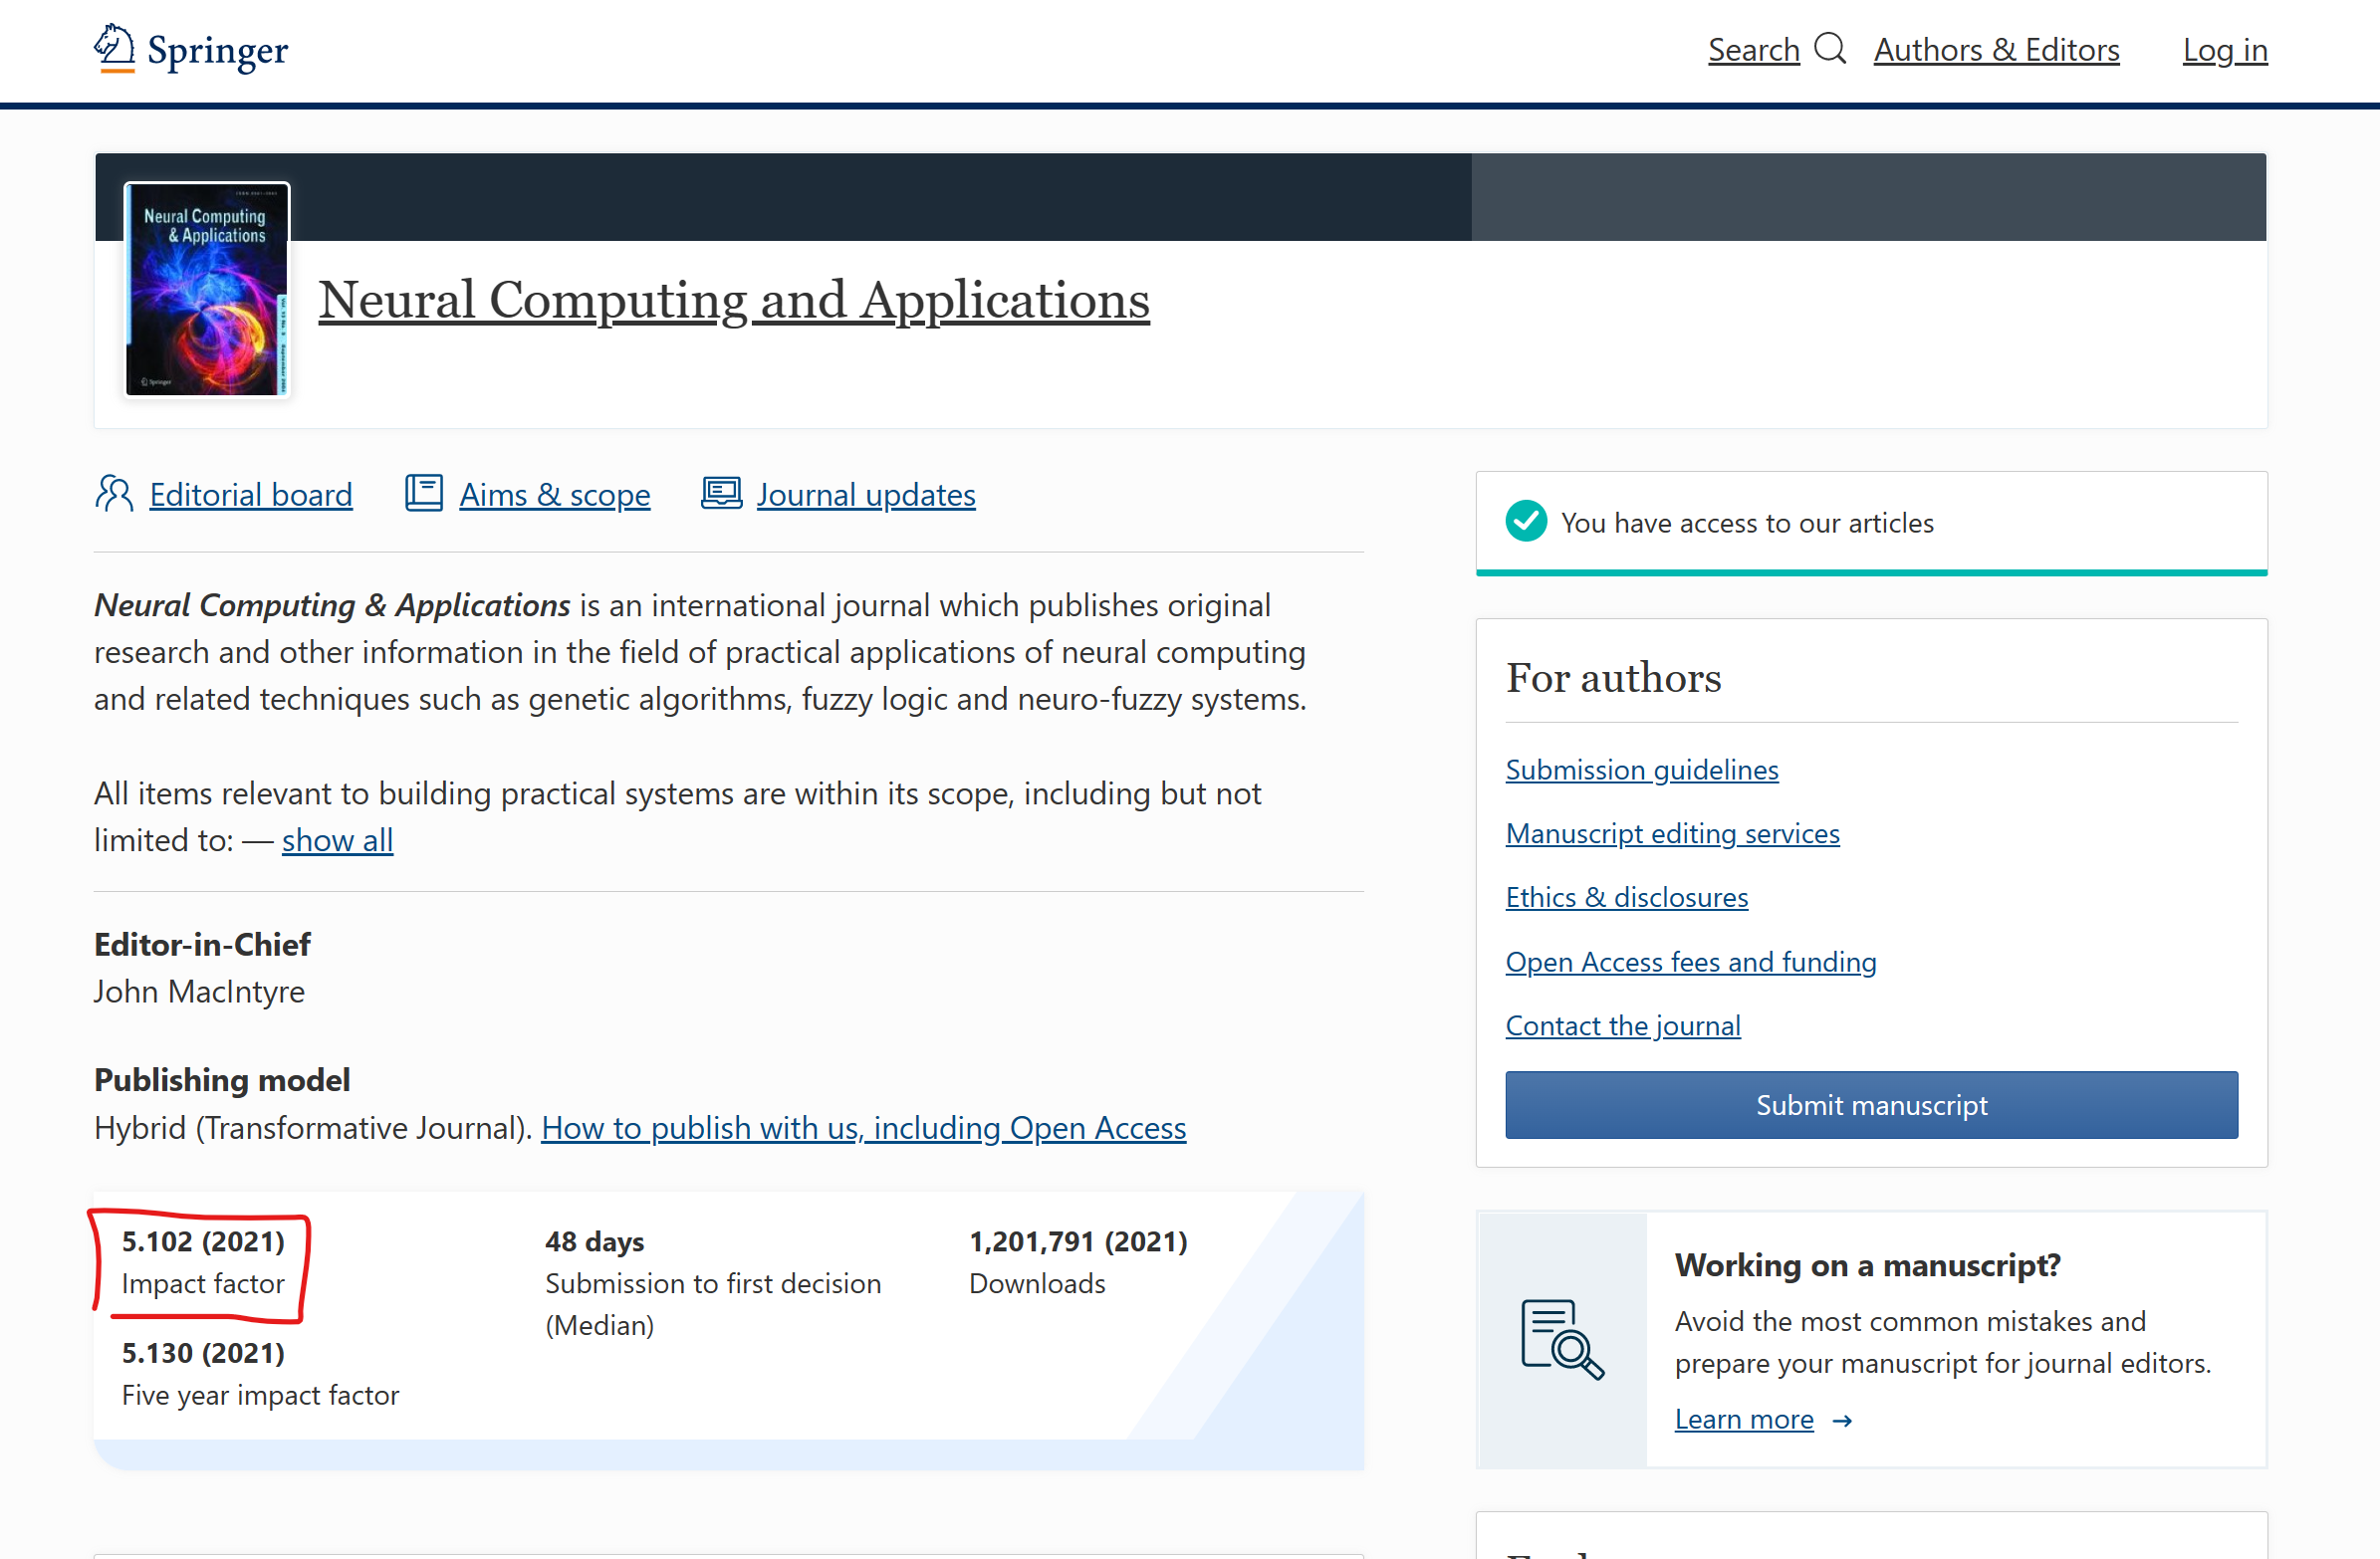 Springer
Search
Authors & Editors
Log in
Neural Computing
& Applications
Springer
Neural Computing and Applications
Editorial board
Aims & scope
Journal updates
Neural Computing & Applications is an international journal which publishes original
research and other information in the field of practical applications of neural computing
and related techniques such as genetic algorithms, fuzzy logic and neuro-fuzzy systems.
All items relevant to building practical systems are within its scope, including but not
limited to: — show all
Editor-in-Chief
John MacIntyre
Publishing model
Hybrid (Transformative Journal). How to publish with us, including Open Access
5.102 (2021)
Impact factor
5.130 (2021)
Five year impact factor
48 days
Submission to first decision
(Median)
1,201,791 (2021)
Downloads
You have access to our articles
For authors
Submission guidelines
Manuscript editing services
Ethics & disclosures
Open Access fees and funding
Contact the journal
Submit manuscript
Working on a manuscript?
Avoid the most common mistakes and
prepare your manuscript for journal editors.
Learn more →